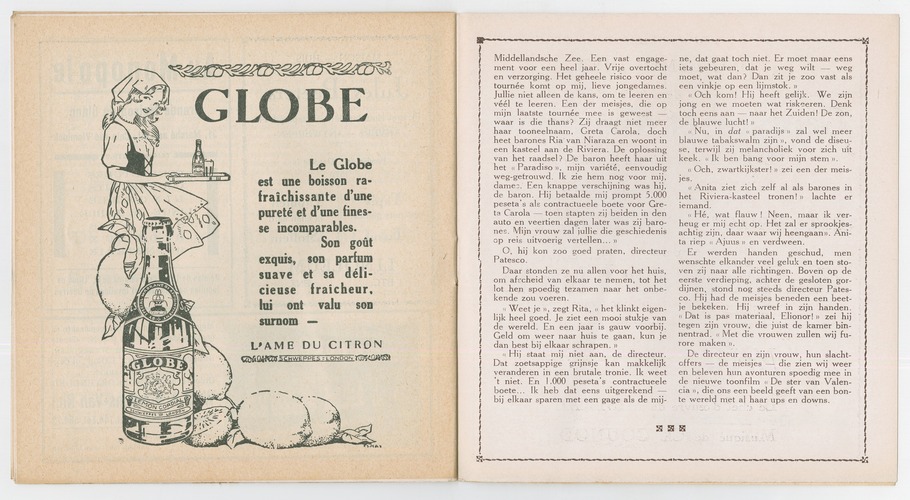 GLOBE
Le Globe
est une boisson ra-
fraîchissante d'une
pureté et d'une fines-
se incomparables.
Son goût
exquis, son parfum
suave et sa déli-
cieuse fraîcheur,
lui ont valu son
surnom —
L'AME DU CITRON
SCHWEPPES LONDON
GLOBE
Middellandsche Zee. Een vast engage-
ment voor een heel jaar. Vrije overtocht
en verzorging. Het geheele risico voor de
tournée komt op mij, lieve jongedames.
Jullie niet alleen de kans, om te leeren en
véél te leeren. Een der meisjes, die op
mijn laatste tournée mee is geweest —
waar is die thans? Zij draagt niet meer
haar tooneelnaam, Greta Carola, doch
heet barones Ria van Niaraza en woont in
een kasteel aan de Riviera. De oplossing
van het raadsel? De baron heeft haar uit
het « Paradiso », mijn variété, eenvoudig
weg-getrouwd. Ik zie hem nog voor mij,
dames. Een knappe verschijning was hij,
de baron. Hij betaalde mij prompt 5.000
peseta's als contractueele boete voor Gre-
ta Carola — toen stapten zij beiden in den
auto en veertien dagen later was zij baro-
nes. Mijn vrouw zal jullie die geschiedenis
op reis uitvoerig vertellen... »
O, hij kon zoo goed praten, directeur
Patesco.
Daar stonden ze nu allen voor het huis,
om afrcheid van elkaar te nemen, tot het
lot hen spoedig tezamen naar het onbe-
kende zou voeren.
« Weet je », zegt Rita, « het klinkt eigen-
lijk heel goed. Je ziet een mooi stukje van
de wereld. En een jaar is gauw voorbij.
Geld om weer naar huis te gaan, kun je
dan best bij elkaar schrapen. »
« Hij staat mij niet aan, de directeur.
Dat zoetsappige grijnsje kan makkelijk
veranderen in een brutale tronie. Ik weet
't niet. En 1.000 peseta's contractueele
boete... Ik heb dat eens uitgerekend —
bij elkaar sparen met een gage als de mij-
ne, dat gaat toch niet. Er moet maar eens
iets gebeuren, dat je weg wilt — weg
moet, wat dan? Dan zit je zoo vast als
een vinkje op een lijmstok. »
« Och kom! Hij heeft gelijk. We zijn
jong en we moeten wat riskeeren. Denk
toch eens aan — naar het Zuiden! De zon,
de blauwe lucht! »
« Nu, in dat « paradijs » zal wel meer
blauwe tabakswalm zijn », vond de diseu-
se, terwijl zij melancholiek voor zich uit
keek. « Ik ben bang voor mijn stem ».
« Och, zwartkijkster! » zei een der meis-
jes.
« Anita ziet zich zelf al als barones in
het Riviera-kasteel tronen! » lachte er
iemand.
« Hé, wat flauw! Neen, maar ik ver-
heug er mij echt op. Het zal er sprookjes-
achtig zijn, daar waar wij heengaan». Ani-
ta riep « Ajuus » en verdween.
Er werden handen geschud, men
wenschte elkander veel geluk en toen sto-
ven zij naar alle richtingen. Boven op de
eerste verdieping, achter de gesloten gor-
dijnen, stond nog steeds directeur Pates-
co. Hij had de meisjes beneden een beet-
je bekeken. Hij wreef in zijn handen.
« Dat is pas materiaal, Elionor! » zei hij
tegen zijn vrouw, die juist de kamer bin-
nentrad. « Met die vrouwen zullen wij fu-
rore maken ».
De directeur en zijn vrouw, hun slacht-
offers — de meisjes — die zien wij weer
en beleven hun avonturen spoedig mee in
de nieuwe toonfilm « De ster van Valen-
cia », die ons een beeld geeft van een bon-
te wereld met al haar ups en downs.